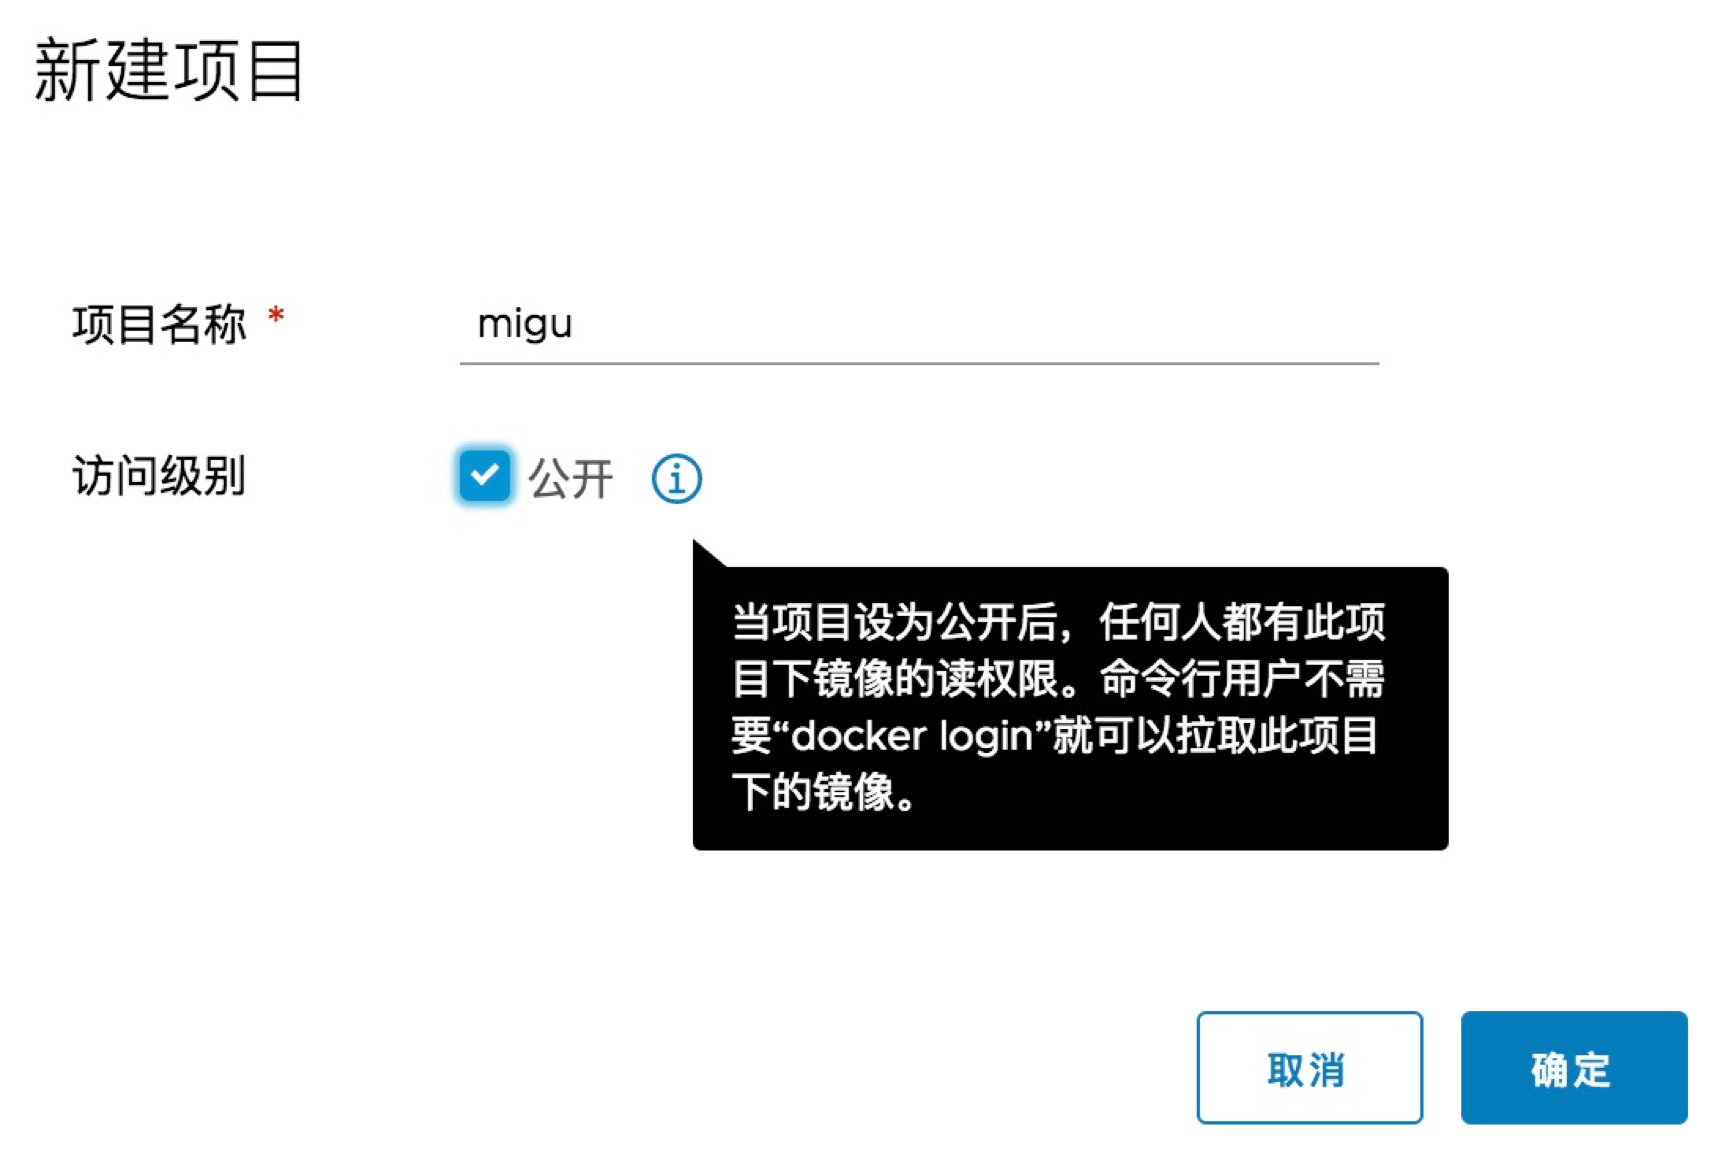 新建项目
项目名称 *
migu
访问级别
公开
当项目设为公开后，任何人都有此项
目下镜像的读权限。命令行用户不需
要“docker login”就可以拉取此项目
下的镜像。
取消
确定